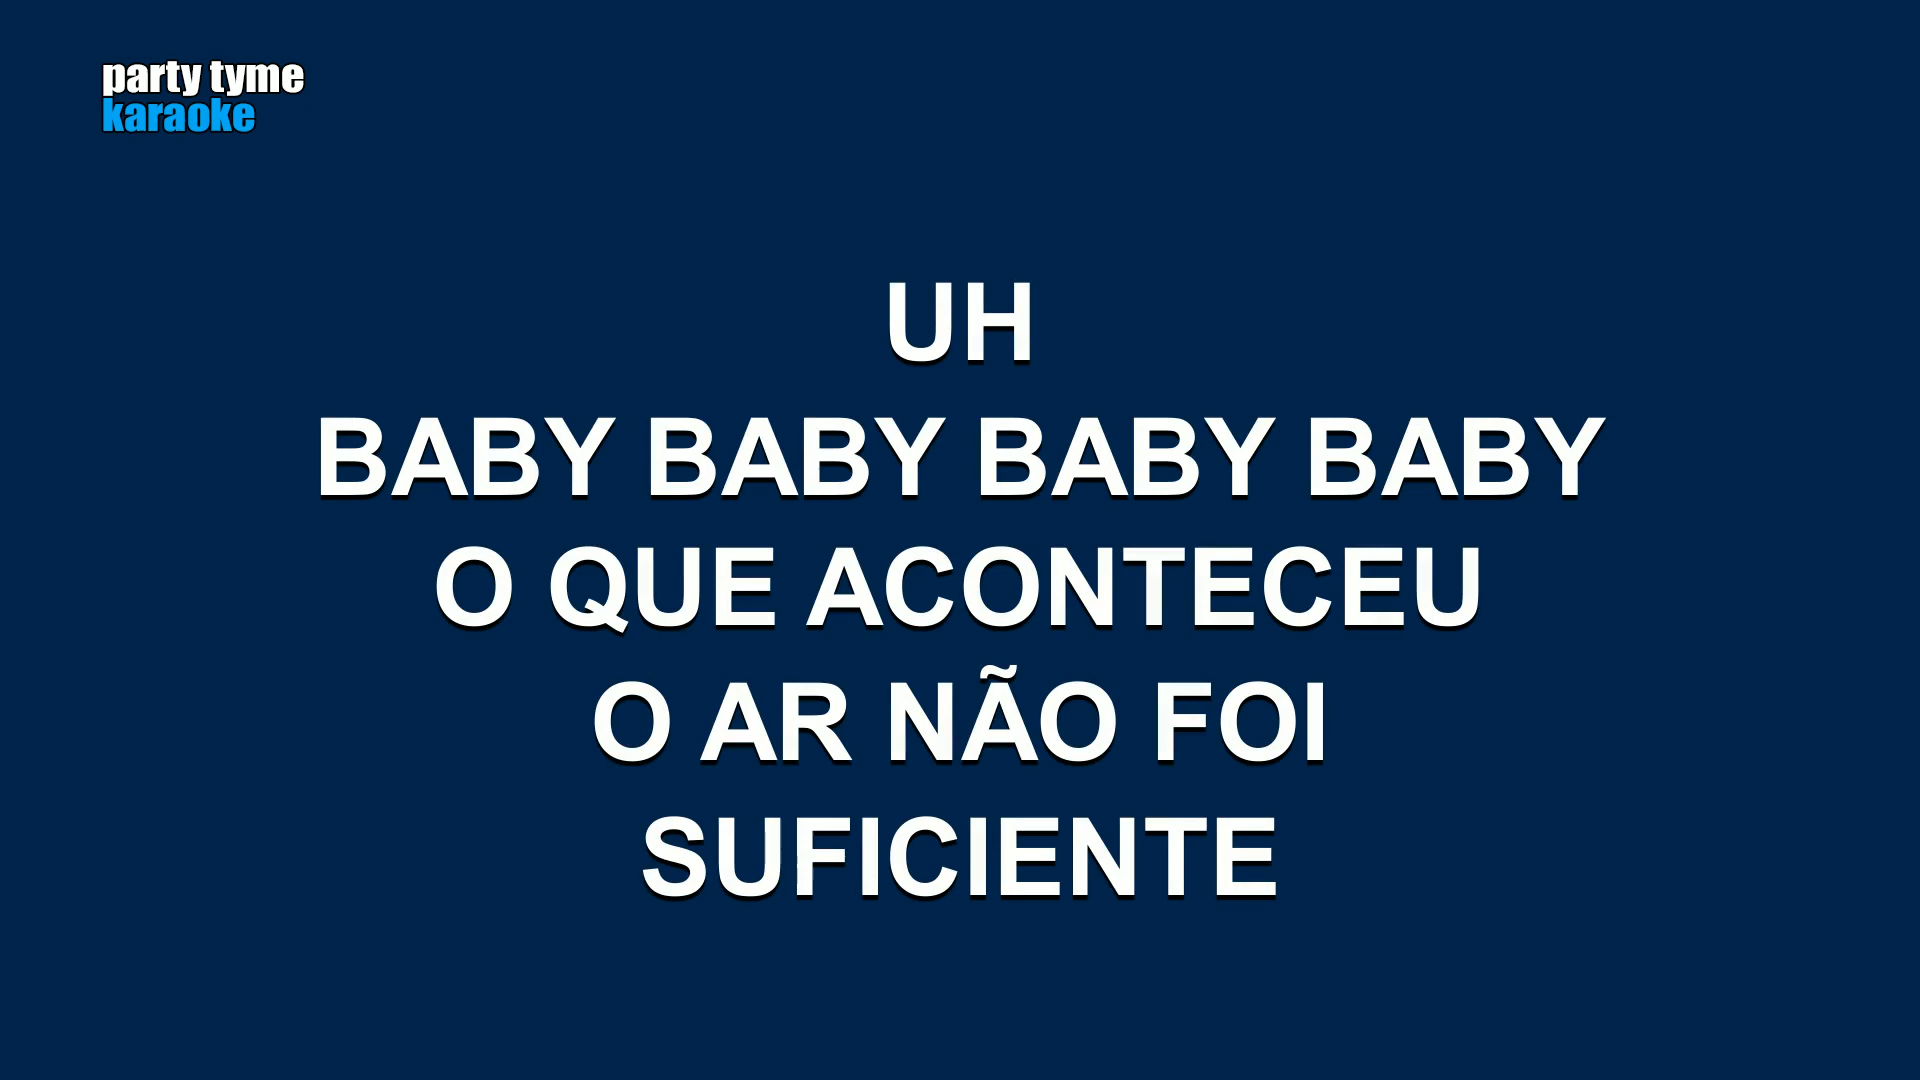 party tyme
karaoke
UH
BABY BABY BABY BABY
O QUE ACONTECEU
O AR NÃO FOI
SUFICIENTE